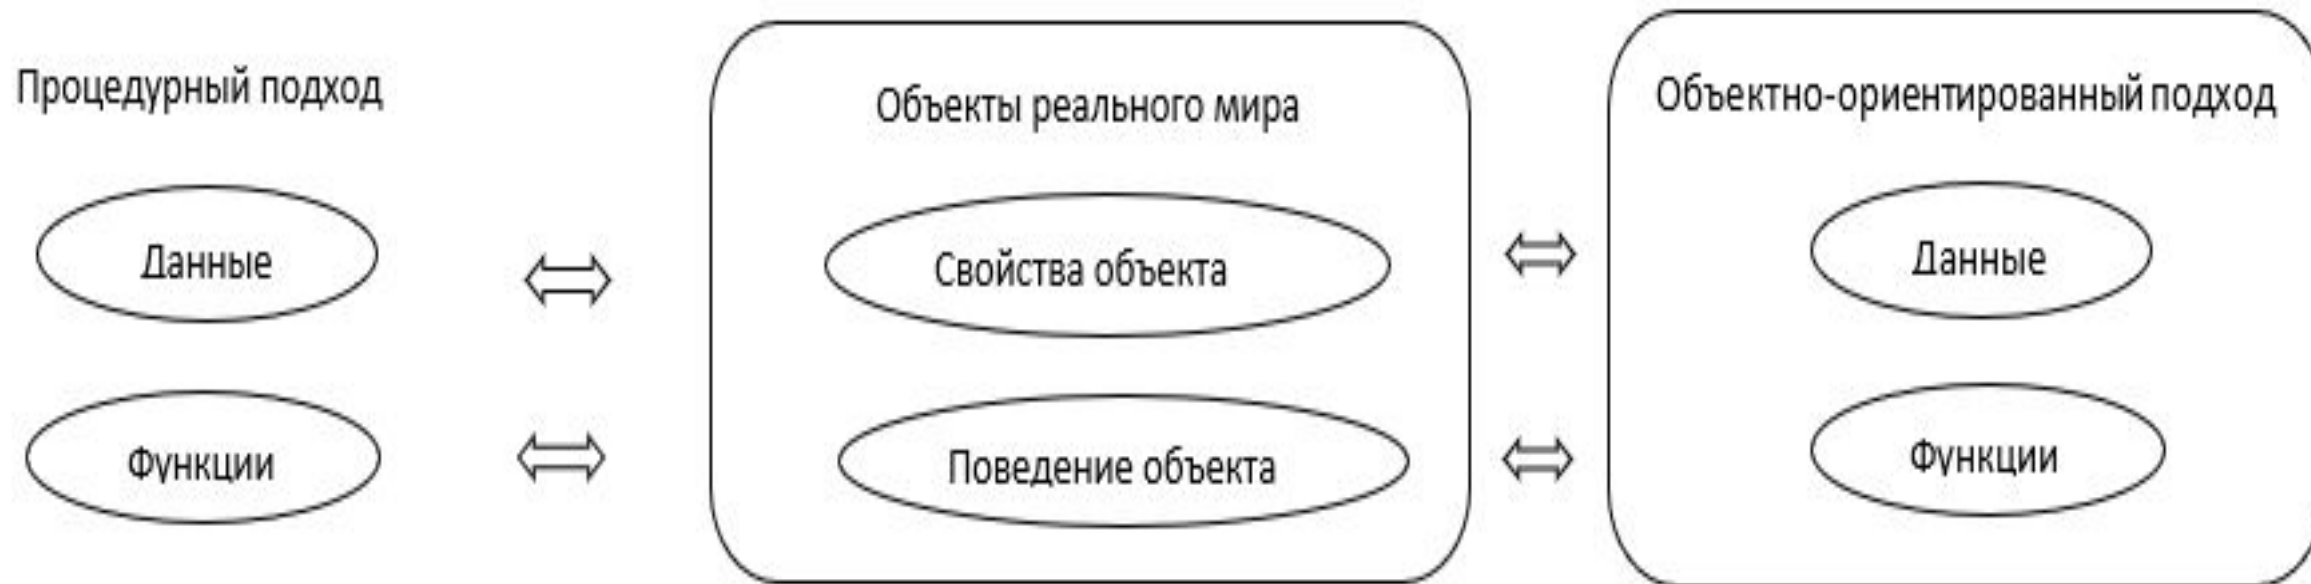 Процедурный подход
Объекты реального мира
Объектно-ориентированный подход
Данные
Свойства объекта
Данные
Функции
Поведение объекта
Функции